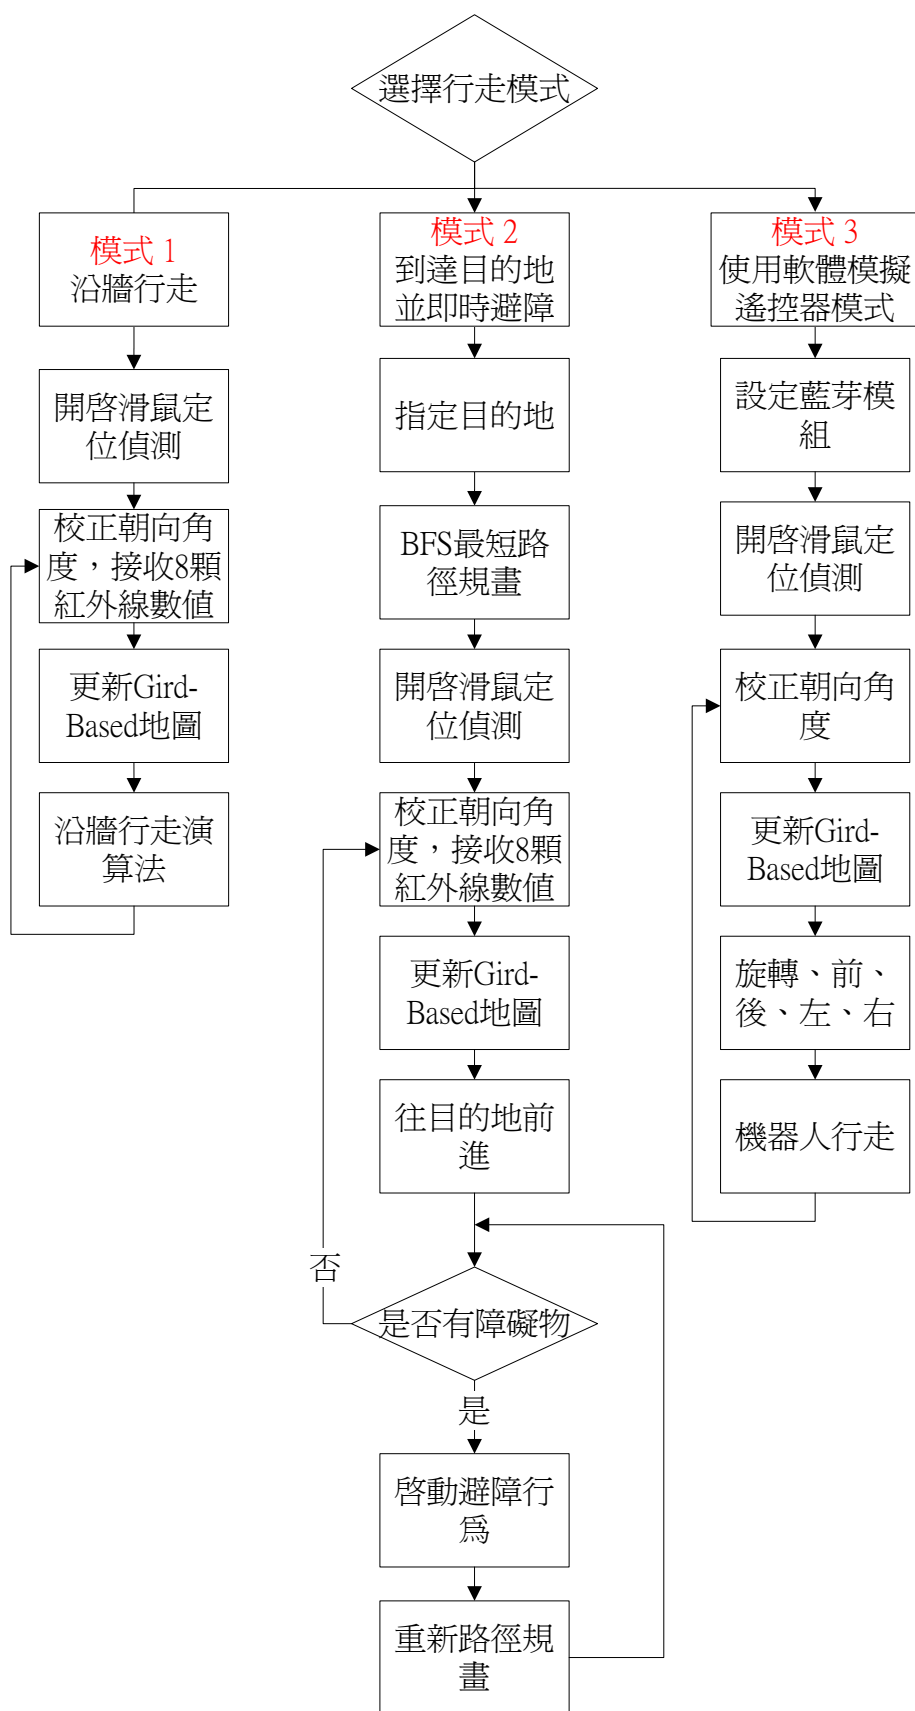 選擇行走模式
模式 1
沿牆行走
開啓滑鼠定
位偵測
校正朝向角
度，接收8顆
紅外線數值
更新Gird-
Based地圖
沿牆行走演
算法
模式 2
到達目的地
並即時避障
指定目的地
BFS最短路
徑規畫
開啓滑鼠定
位偵測
校正朝向角
度，接收8顆
紅外線數值
更新Gird-
Based地圖
往目的地前
進
是否有障礙物
否
是
啓動避障行
爲
重新路徑規
畫
模式 3
使用軟體模擬
遙控器模式
設定藍芽模
組
開啓滑鼠定
位偵測
校正朝向角
度
更新Gird-
Based地圖
旋轉、前、
後、左、右
機器人行走